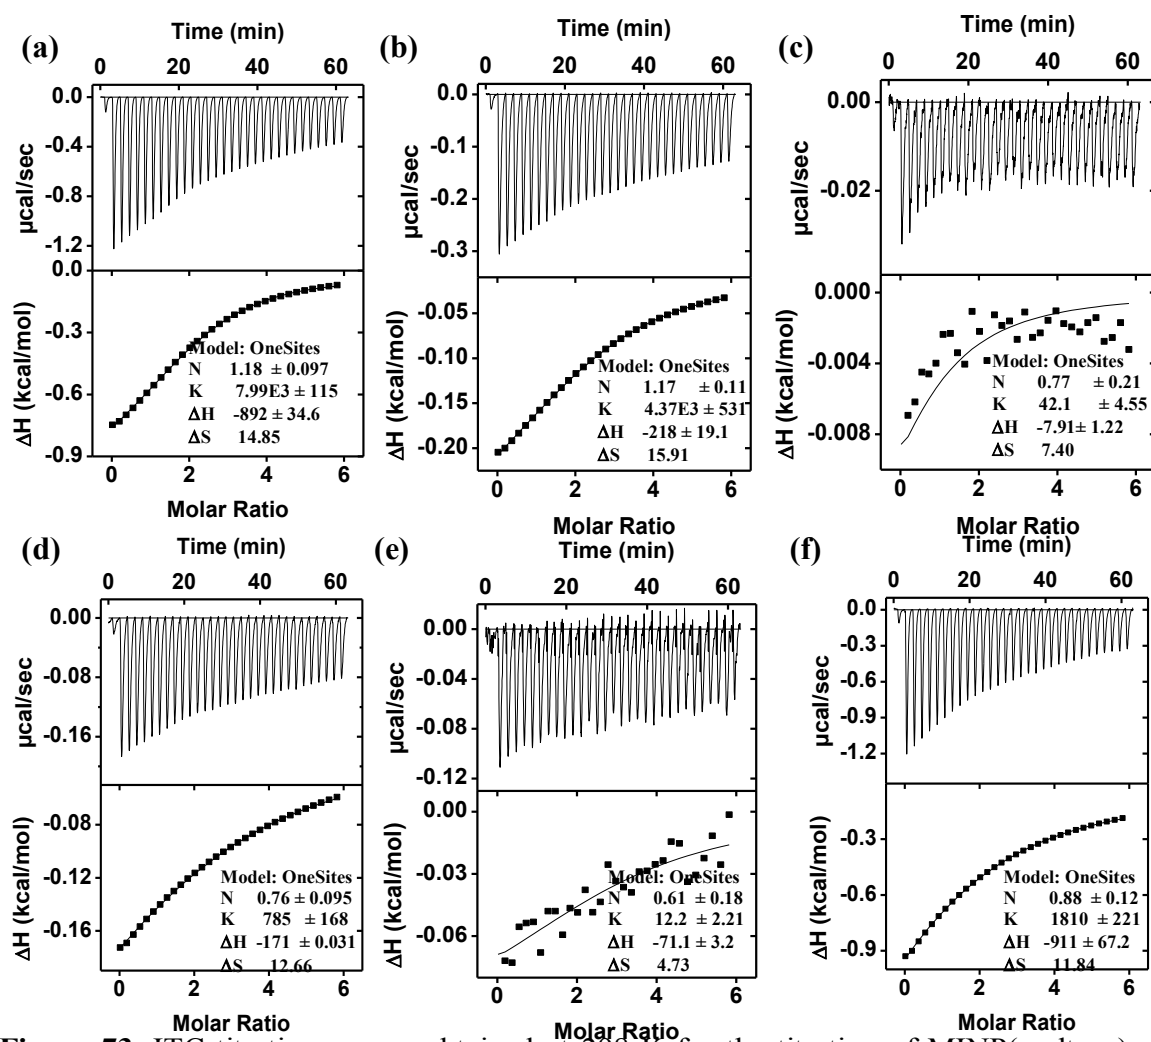 (a)
Time (min)
0 20 40 60
0.0
-0.4
-0.8
-1.2
µcal/sec
0.0
-0.3
-0.6
-0.9
ΔH (kcal/mol)
Model: OneSites
N 1.18 ± 0.097
K 7.99E3 ± 115
ΔH -892 ± 34.6
ΔS 14.85
0 2 4 6
Molar Ratio
(b)
Time (min)
0 20 40 60
0.0
-0.1
-0.2
-0.3
µcal/sec
-0.05
-0.10
-0.15
-0.20
ΔH (kcal/mol)
Model: OneSites
N 1.17 ± 0.11
K 4.37E3 ± 531
ΔH -218 ± 19.1
ΔS 15.91
0 2 4 6
Molar Ratio
(c)
Time (min)
0 20 40 60
0.00
-0.02
µcal/sec
0.000
-0.004
-0.008
ΔH (kcal/mol)
Model: OneSites
N 0.77 ± 0.21
K 42.1 ± 4.55
ΔH -7.91 ± 1.22
ΔS 7.40
0 2 4 6
Molar Ratio
(d)
Time (min)
0 20 40 60
0.00
-0.08
-0.16
µcal/sec
-0.08
-0.12
-0.16
ΔH (kcal/mol)
Model: OneSites
N 0.76 ± 0.095
K 785 ± 168
ΔH -171 ± 0.031
ΔS 12.66
0 2 4 6
Molar Ratio
(e)
Time (min)
0 20 40 60
0.00
-0.04
-0.08
-0.12
µcal/sec
0.00
-0.03
-0.06
ΔH (kcal/mol)
Model: OneSites
N 0.61 ± 0.18
K 12.2 ± 2.21
ΔH -71.1 ± 3.2
ΔS 4.73
0 2 4 6
Molar Ratio
(f)
Time (min)
0 20 40 60
0.0
-0.3
-0.6
-0.9
-1.2
µcal/sec
-0.3
-0.6
-0.9
ΔH (kcal/mol)
Model: OneSites
N 0.88 ± 0.12
K 1810 ± 221
ΔH -911 ± 67.2
ΔS 11.84
0 2 4 6
Molar Ratio